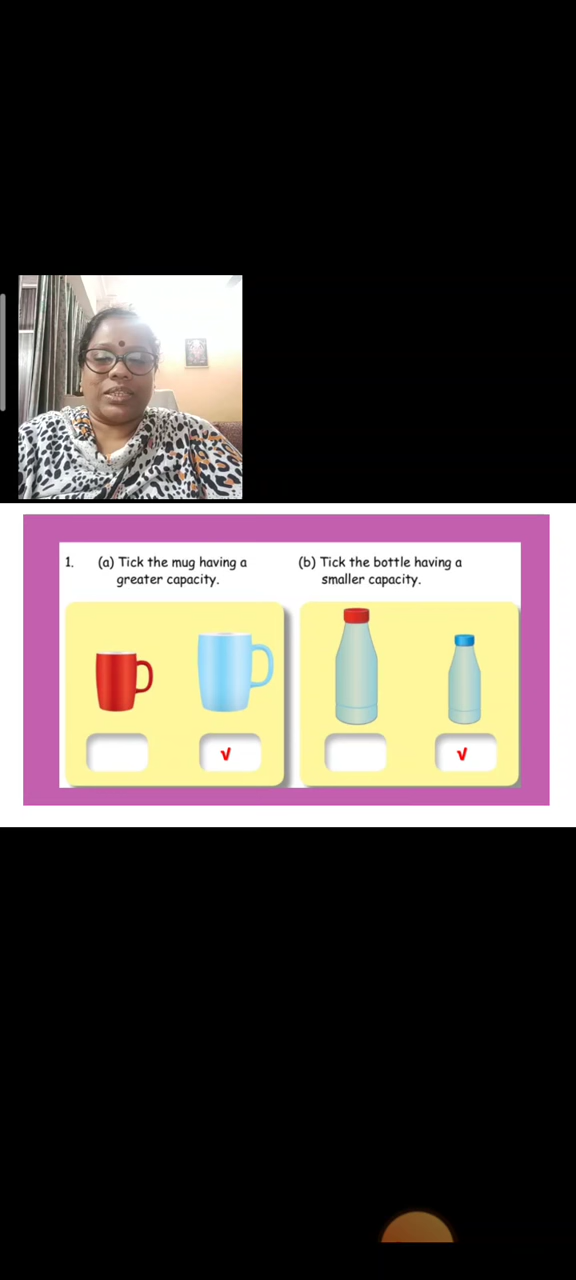 1. (a) Tick the mug having a
greater capacity.
(b) Tick the bottle having a
smaller capacity.
√ √